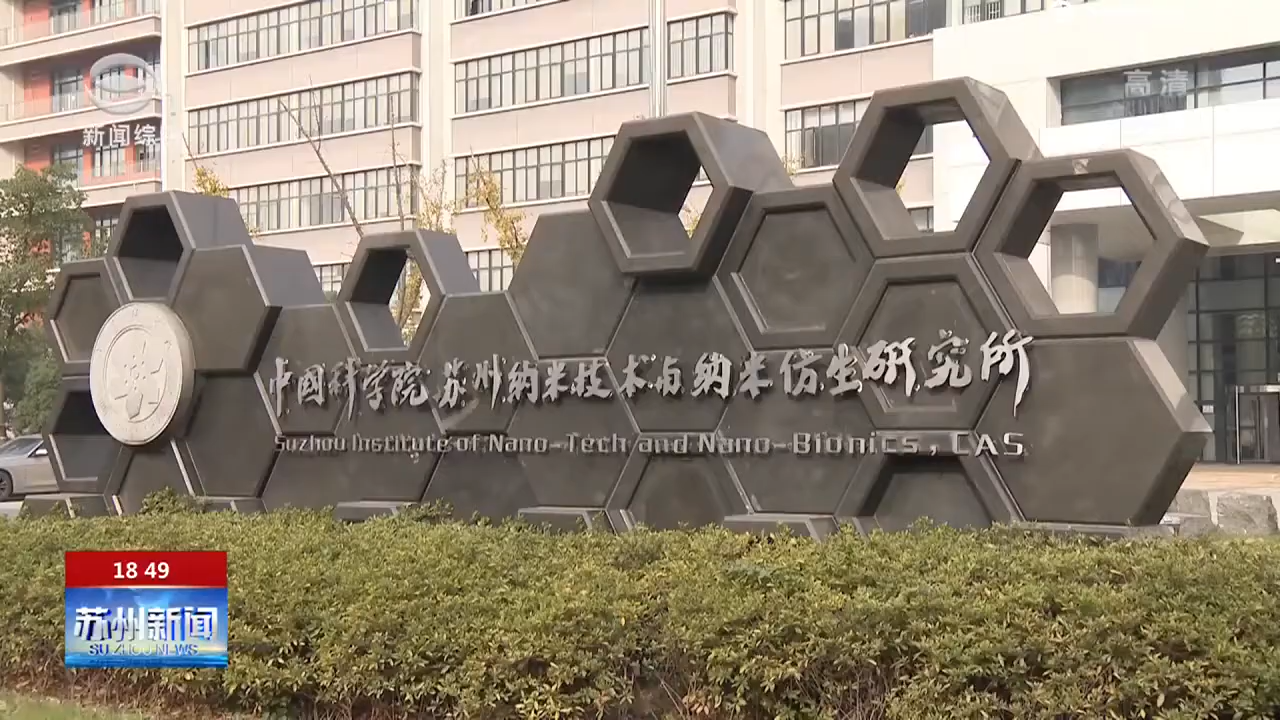 高清
新闻综合
中国科学院苏州纳米技术与纳米仿生研究所
Suzhou Institute of Nano-Tech and Nano-Bionics, CAS
18 49
苏州新闻
SUZHOU NEWS